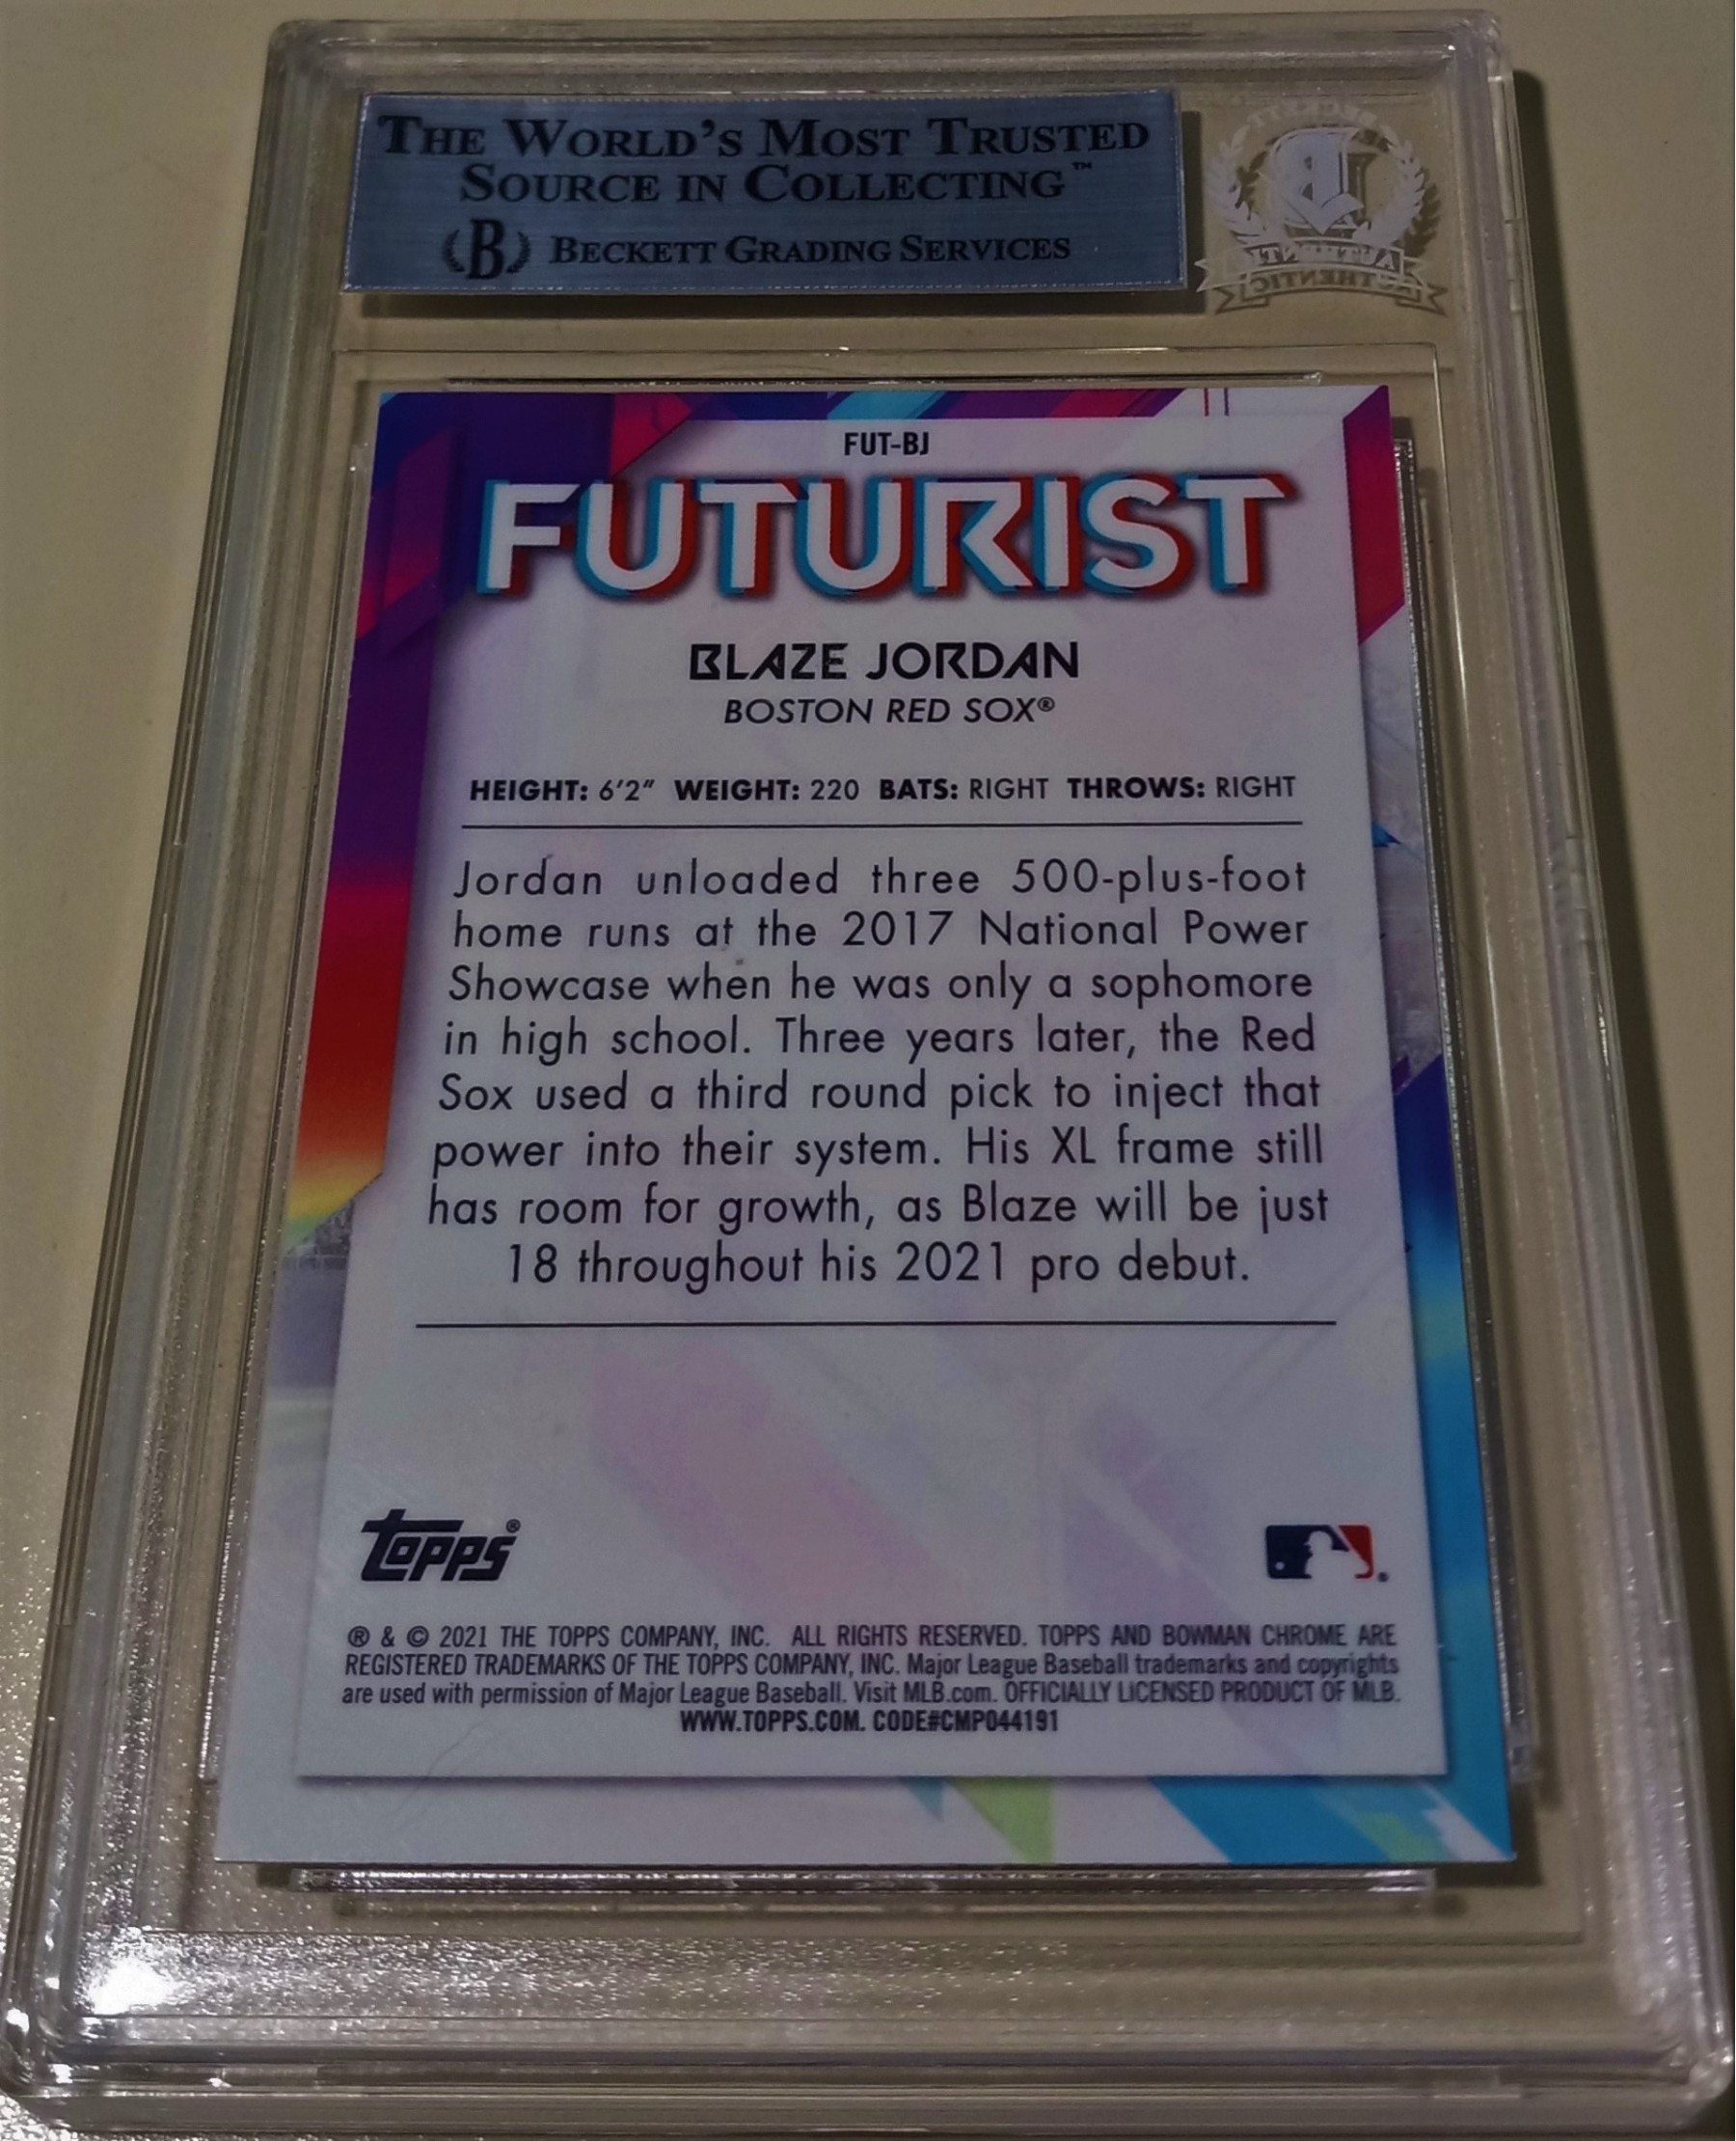 THE WORLD'S MOST TRUSTED
SOURCE IN COLLECTING™
B BECKETT GRADING SERVICES
B
AUTHENTIC
FUT-BJ
FUTURIST
BLAZE JORDAN
BOSTON RED SOX®
HEIGHT: 6'2" WEIGHT: 220 BATS: RIGHT THROWS: RIGHT
Jordan unloaded three 500-plus-foot
home runs at the 2017 National Power
Showcase when he was only a sophomore
in high school. Three years later, the Red
Sox used a third round pick to inject that
power into their system. His XL frame still
has room for growth, as Blaze will be just
18 throughout his 2021 pro debut.
Topps®
® & © 2021 THE TOPPS COMPANY, INC. ALL RIGHTS RESERVED. TOPPS AND BOWMAN CHROME ARE
REGISTERED TRADEMARKS OF THE TOPPS COMPANY, INC. Major League Baseball trademarks and copyrights
are used with permission of Major League Baseball. Visit MLB.com. OFFICIALLY LICENSED PRODUCT OF MLB.
WWW.TOPPS.COM. CODE#CMP044191